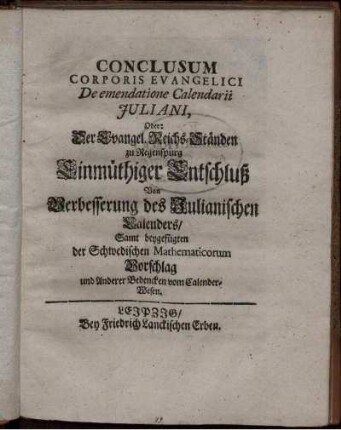 CONCLUSUM
CORPORIS EVANGELICI
De emendatione Calendarii
JULIANI,
Oder:
Der Evangel. Reichs-Ständen
zu Regenspurg
Einmüthiger Entschluß
Von
Verbesserung des Julianischen
Calenders/
Samt beygefügten
der Schwedischen Mathematicorum
Vorschlag
und Anderer Bedencken vom Calender-
Wesen.
LEIPZIG/
Bey Friedrich Lanckischen Erben.